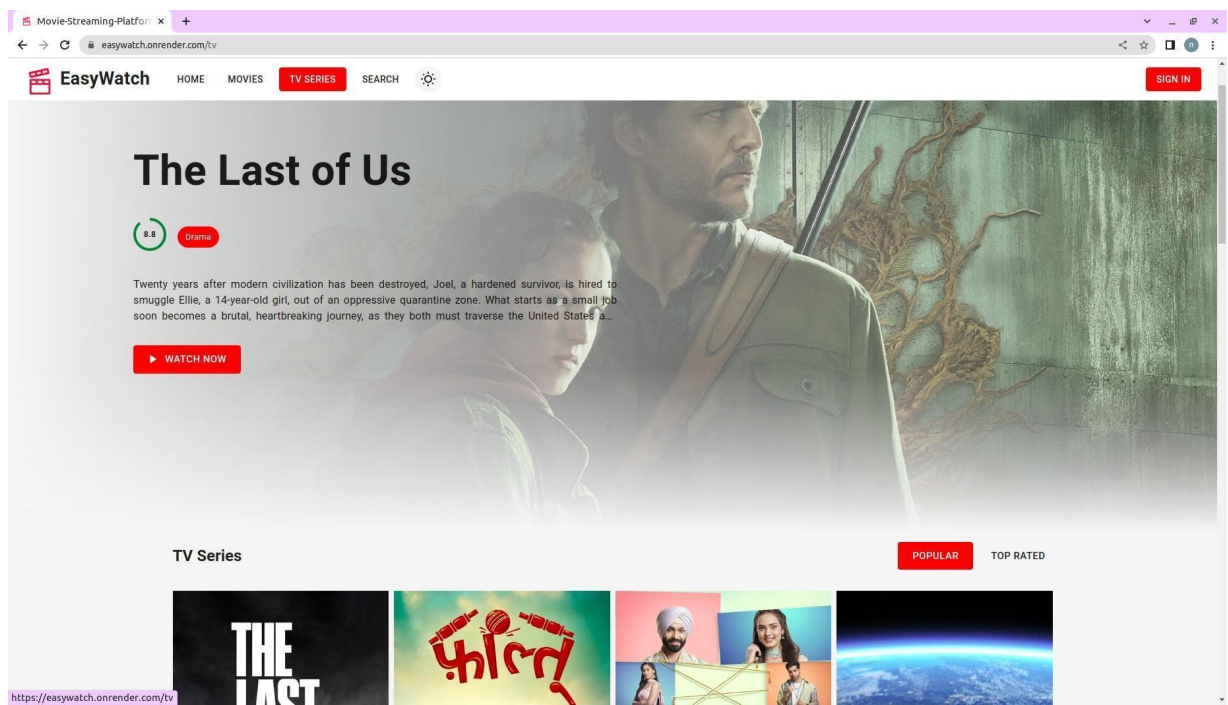 Movie-Streaming-Platfor
easywatch.onrender.com/tv
n
EasyWatch HOME MOVIES TV SERIES SEARCH SIGN IN
The Last of Us
8.8 Drama
Twenty years after modern civilization has been destroyed, Joel, a hardened survivor, is hired to
smuggle Ellie, a 14-year-old girl, out of an oppressive quarantine zone. What starts as a small job
soon becomes a brutal, heartbreaking journey, as they both must traverse the United States a...
WATCH NOW
TV Series POPULAR TOP RATED
THE
LAST
फालतू
https://easywatch.onrender.com/tv